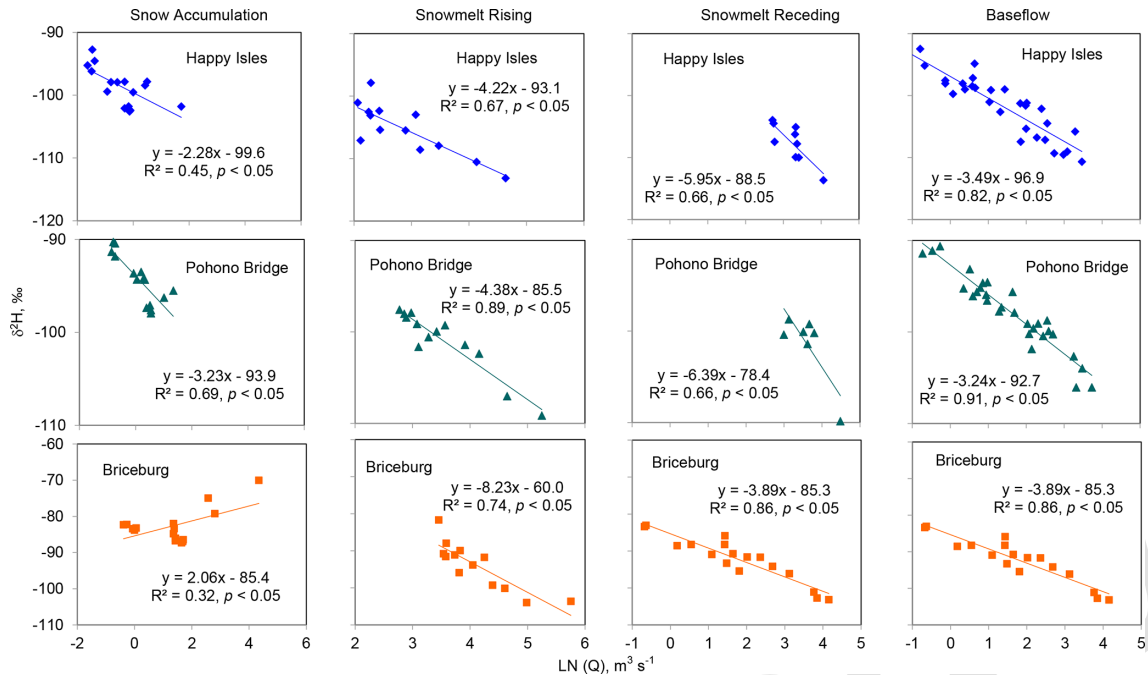 Snow Accumulation
Snowmelt Rising
Snowmelt Receding
Baseflow
-90
-100
-110
-120
Happy Isles
y = -2.28x - 99.6
R² = 0.45, p < 0.05
Happy Isles
y = -4.22x - 93.1
R² = 0.67, p < 0.05
Happy Isles
y = -5.95x - 88.5
R² = 0.66, p < 0.05
Happy Isles
y = -3.49x - 96.9
R² = 0.82, p < 0.05
δ²H, ‰
-90
-100
-110
Pohono Bridge
y = -3.23x - 93.9
R² = 0.69, p < 0.05
Pohono Bridge
y = -4.38x - 85.5
R² = 0.89, p < 0.05
Pohono Bridge
y = -6.39x - 78.4
R² = 0.66, p < 0.05
Pohono Bridge
y = -3.24x - 92.7
R² = 0.91, p < 0.05
-60
-70
-80
-90
-100
-110
Briceburg
y = 2.06x - 85.4
R² = 0.32, p < 0.05
Briceburg
y = -8.23x - 60.0
R² = 0.74, p < 0.05
Briceburg
y = -3.89x - 85.3
R² = 0.86, p < 0.05
Briceburg
y = -3.89x - 85.3
R² = 0.86, p < 0.05
-2 0 2 4 6
2 3 4 5 6
-1 0 1 2 3 4 5
-1 0 1 2 3 4 5
LN (Q), m³ s⁻¹